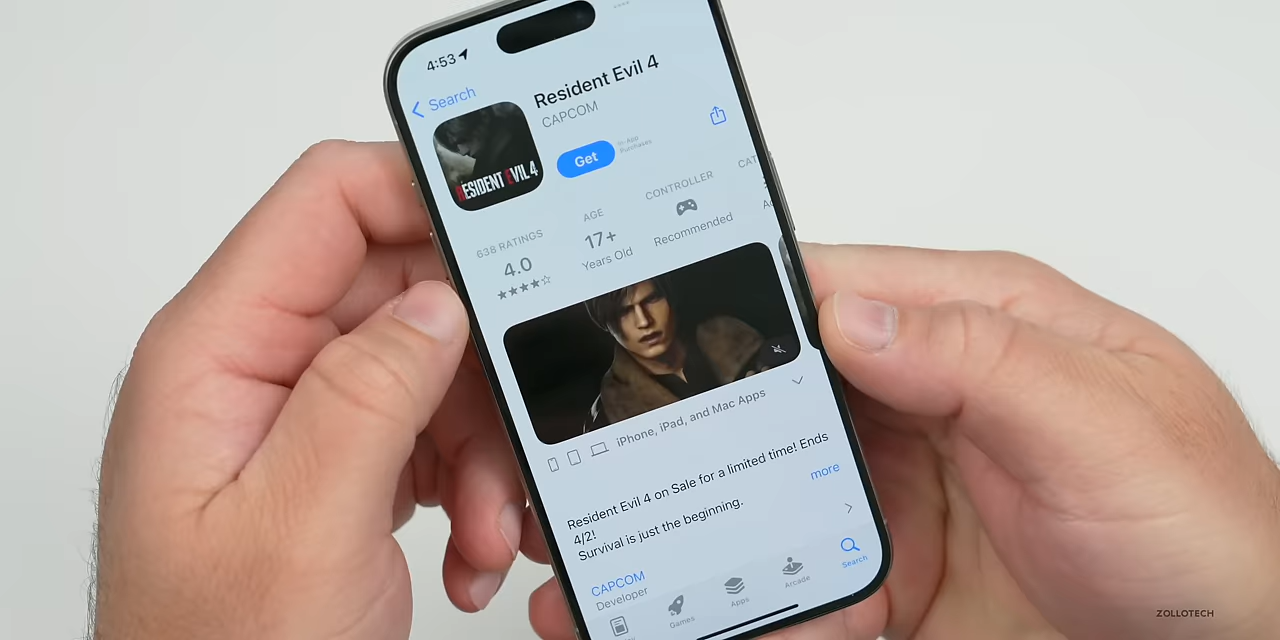 4:53
Search
Resident Evil 4
CAPCOM
Get
In-App
Purchases
RESIDENT EVIL 4
638 RATINGS
4.0
AGE
17+
Years Old
CONTROLLER
Recommended
CAT
iPhone, iPad, and Mac Apps
Resident Evil 4 on Sale for a limited time! Ends
4/2!
Survival is just the beginning.
more
CAPCOM
Developer
Games
Apps
Arcade
Search
ZOLLOTECH